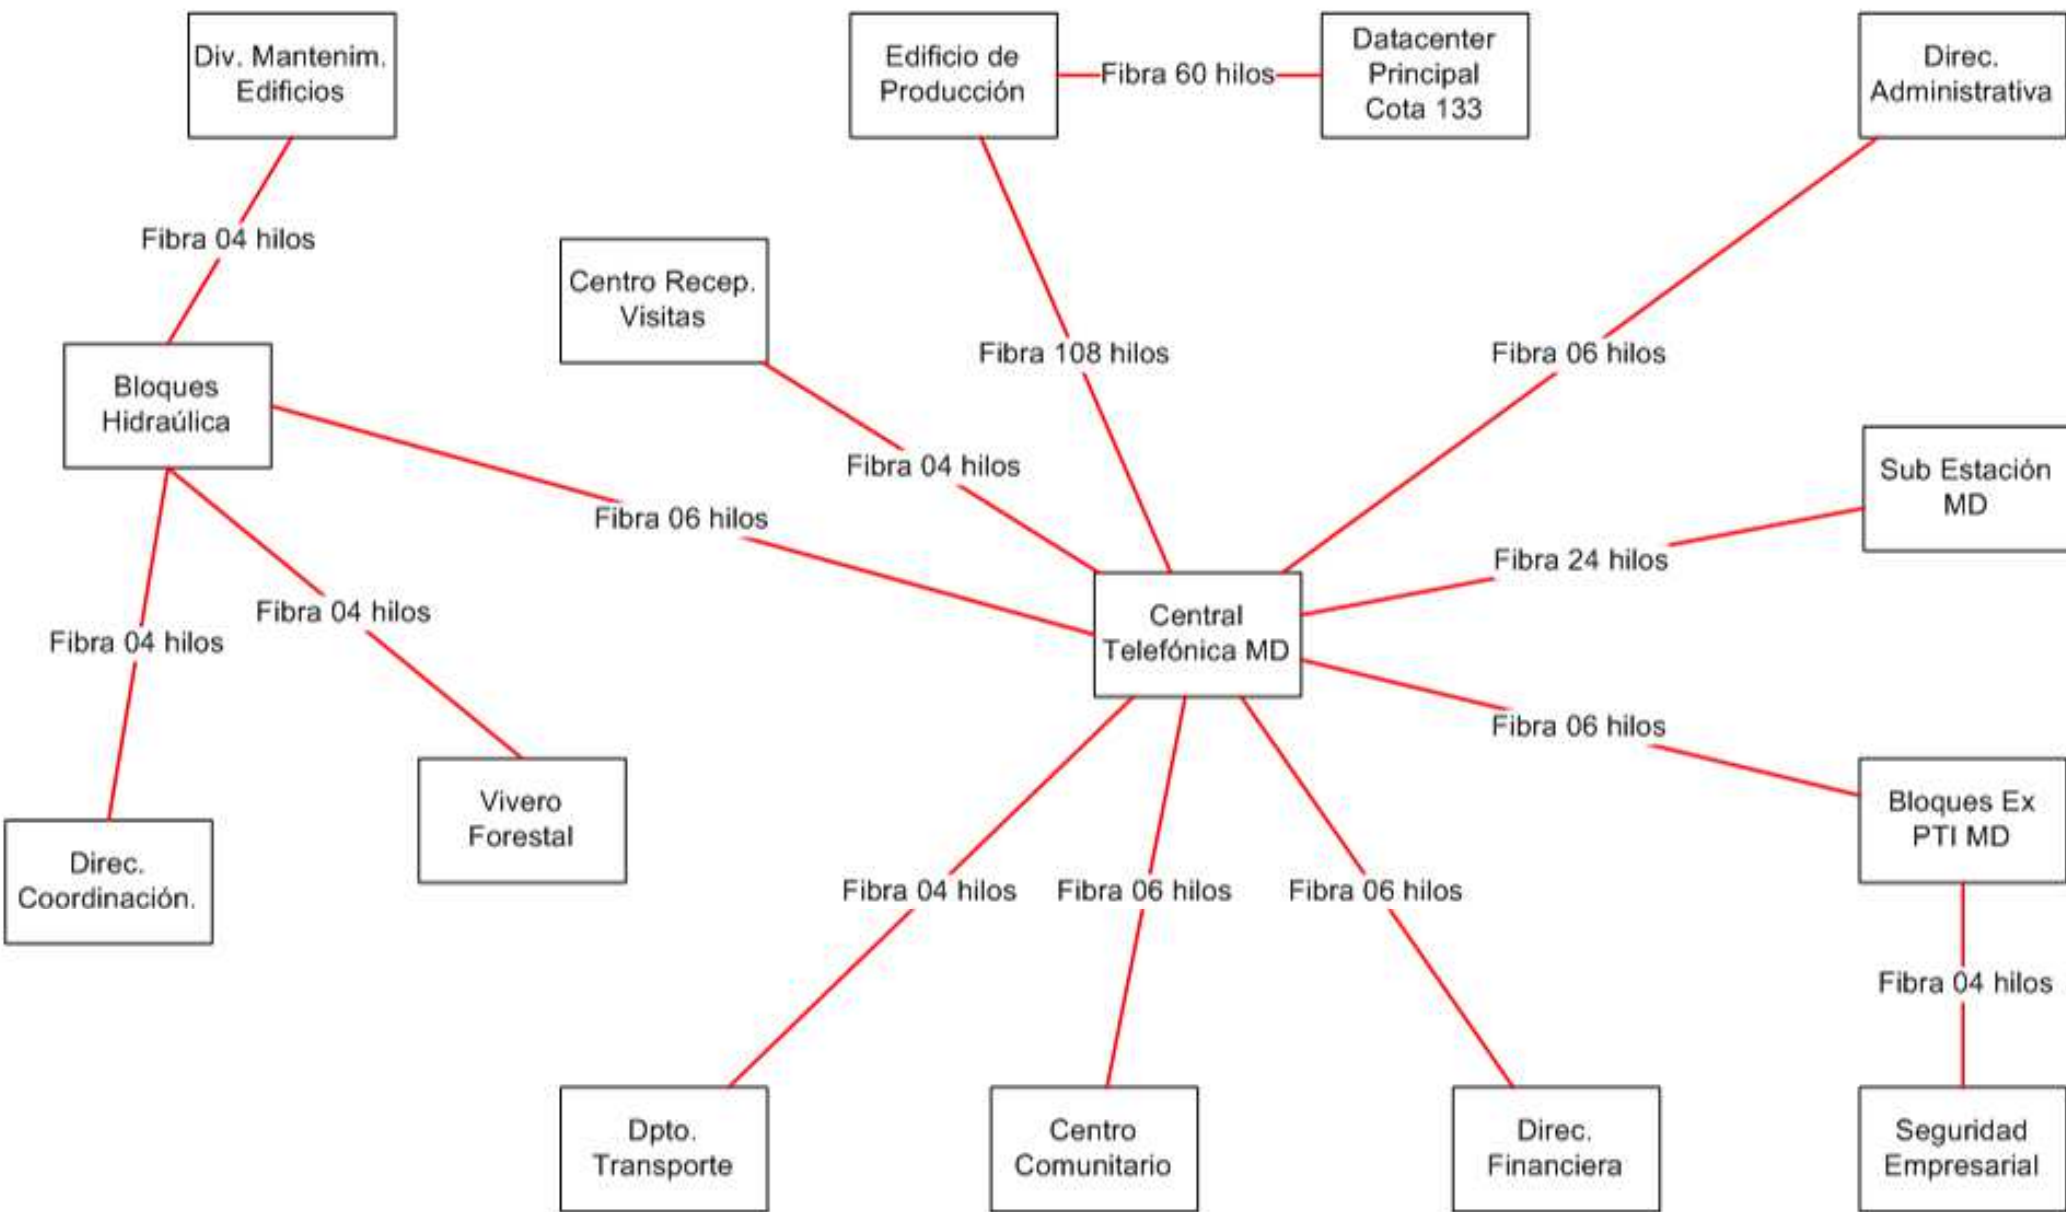 Div. Mantenim.
Edificios
Edificio de
Producción
Fibra 60 hilos
Datacenter
Principal
Cota 133
Direc.
Administrativa
Fibra 04 hilos
Centro Recep.
Visitas
Fibra 108 hilos
Fibra 06 hilos
Bloques
Hidraúlica
Fibra 04 hilos
Sub Estación
MD
Fibra 06 hilos
Fibra 24 hilos
Fibra 04 hilos
Fibra 04 hilos
Central
Telefónica MD
Fibra 06 hilos
Vivero
Forestal
Bloques Ex
PTI MD
Direc.
Coordinación.
Fibra 04 hilos
Fibra 06 hilos
Fibra 06 hilos
Fibra 04 hilos
Dpto.
Transporte
Centro
Comunitario
Direc.
Financiera
Seguridad
Empresarial